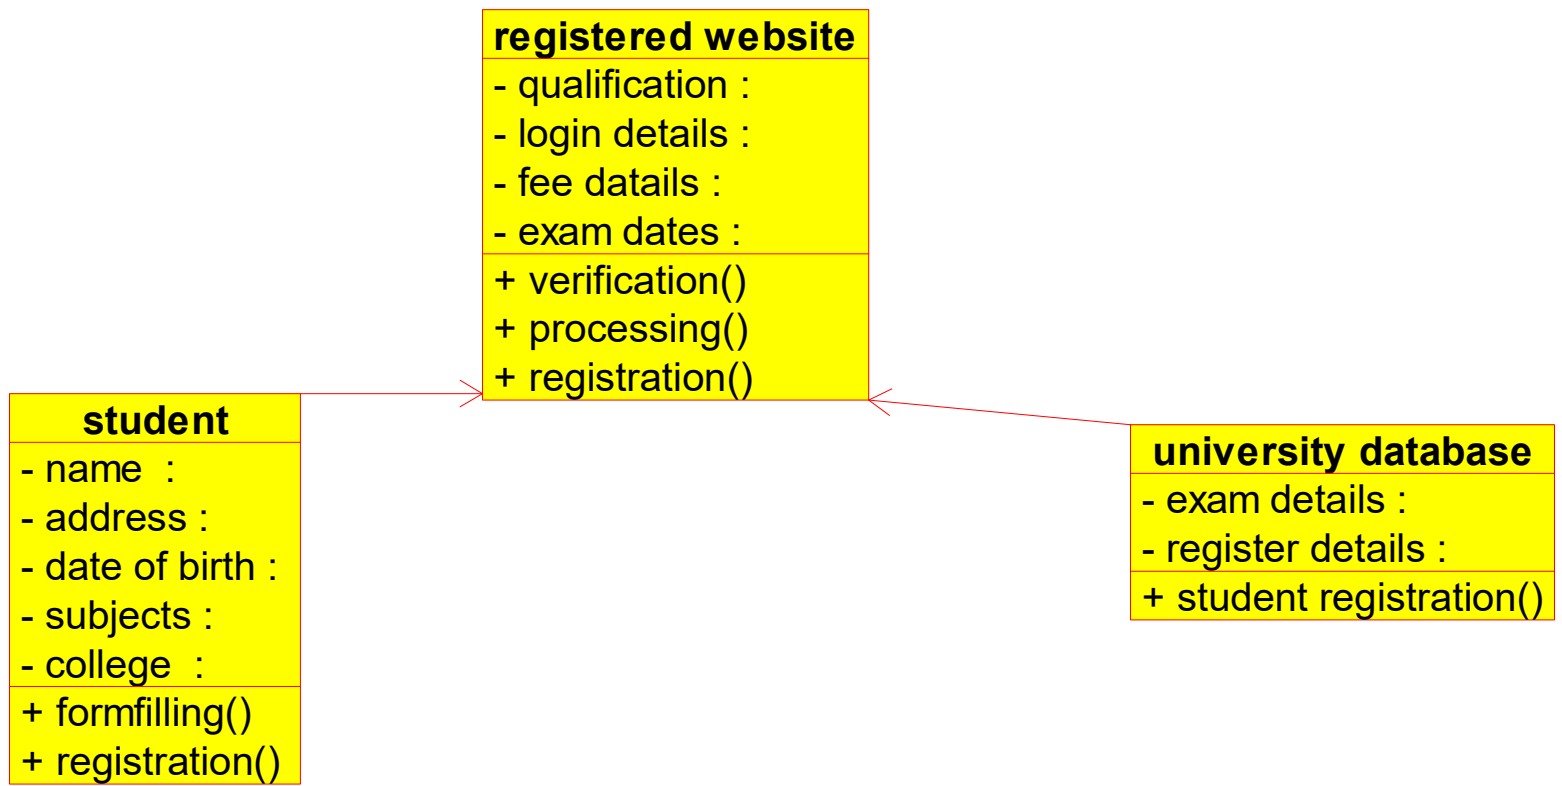 registered website
- qualification :
- login details :
- fee datails :
- exam dates :
+ verification()
+ processing()
+ registration()
student
- name :
- address :
- date of birth :
- subjects :
- college :
+ formfilling()
+ registration()
university database
- exam details :
- register details :
+ student registration()